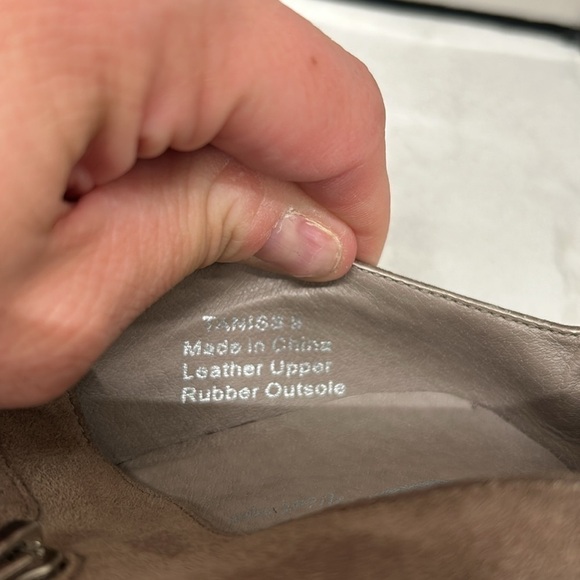 Made in China
Leather Upper
Rubber Outsole